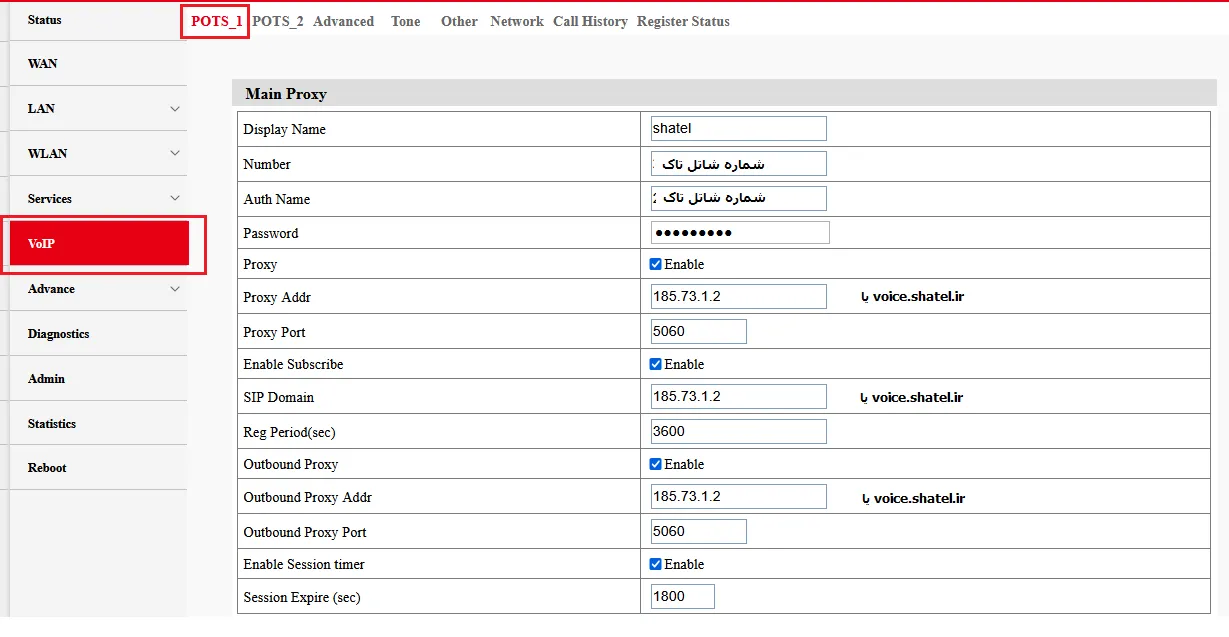 Status
WAN
LAN
WLAN
Services
VoIP
Advance
Diagnostics
Admin
Statistics
Reboot
POTS_1 POTS_2 Advanced Tone Other Network Call History Register Status
Main Proxy
Display Name shatel
Number شماره شاتل تاک
Auth Name شماره شاتل تاک
Password •••••••••
Proxy Enable
Proxy Addr 185.73.1.2 یا voice.shatel.ir
Proxy Port 5060
Enable Subscribe Enable
SIP Domain 185.73.1.2 یا voice.shatel.ir
Reg Period(sec) 3600
Outbound Proxy Enable
Outbound Proxy Addr 185.73.1.2 یا voice.shatel.ir
Outbound Proxy Port 5060
Enable Session timer Enable
Session Expire (sec) 1800